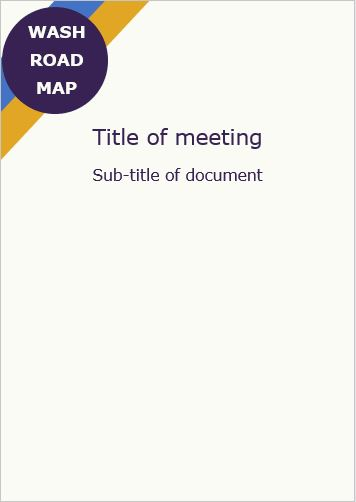 WASH
ROAD
MAP
Title of meeting
Sub-title of document